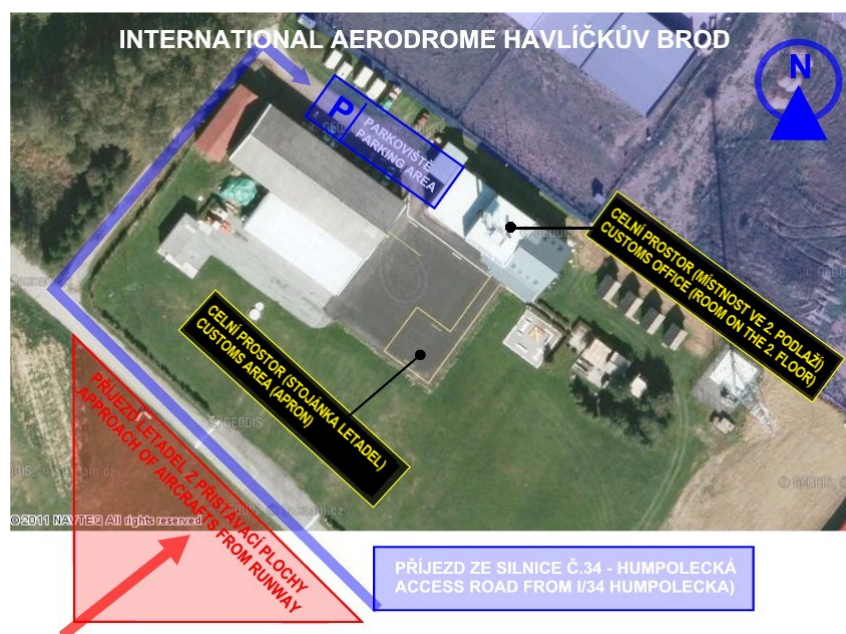 INTERNATIONAL AERODROME HAVLÍČKŮV BROD
N
P
PARKOVIŠTĚ
PARKING AREA
CELNÍ PROSTOR (MÍSTNOST VE 2. PODLAŽÍ)
CUSTOMS OFFICE (ROOM ON THE 2. FLOOR)
CELNÍ PROSTOR (STOJÁNKA LETADEL)
CUSTOMS AREA (APRON)
PŘÍJEZD LETADEL Z PŘISTÁVACÍ PLOCHY
APPROACH OF AIRCRAFTS FROM RUNWAY
©2011 NAVTEQ All rights reserved
PŘÍJEZD ZE SILNICE Č.34 - HUMPOLECKÁ
ACCESS ROAD FROM I/34 HUMPOLECKA)